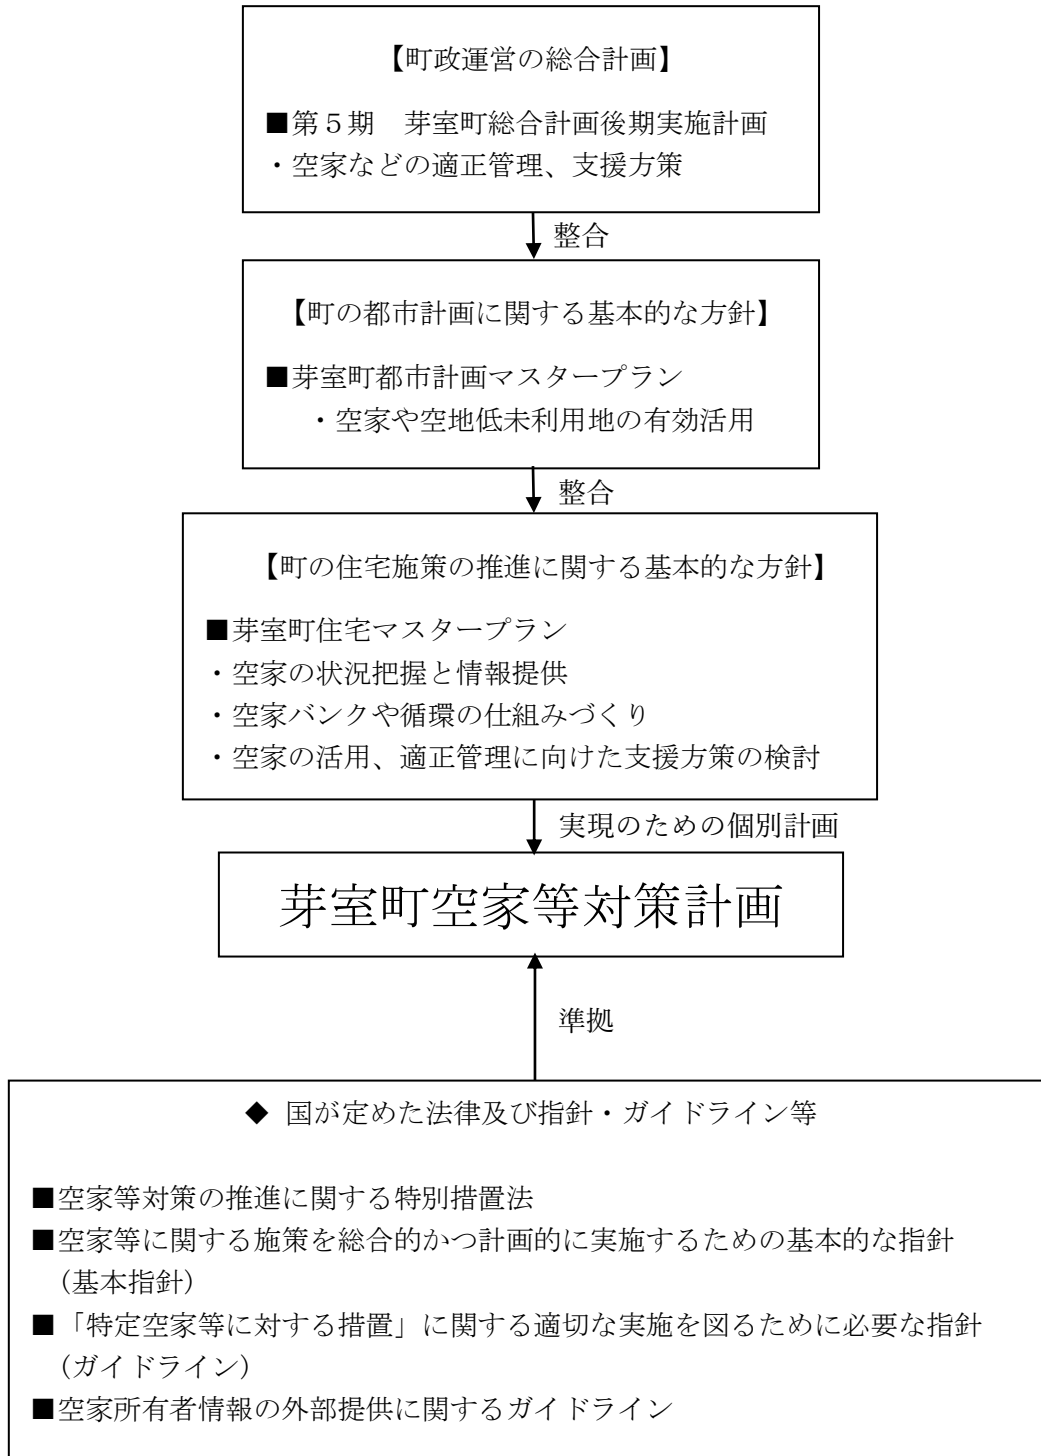 【町政運営の総合計画】
■第５期　芽室町総合計画後期実施計画
・空家などの適正管理、支援方策
整合
【町の都市計画に関する基本的な方針】
■芽室町都市計画マスタープラン
・空家や空地低未利用地の有効活用
整合
【町の住宅施策の推進に関する基本的な方針】
■芽室町住宅マスタープラン
・空家の状況把握と情報提供
・空家バンクや循環の仕組みづくり
・空家の活用、適正管理に向けた支援方策の検討
実現のための個別計画
芽室町空家等対策計画
準拠
◆ 国が定めた法律及び指針・ガイドライン等
■空家等対策の推進に関する特別措置法
■空家等に関する施策を総合的かつ計画的に実施するための基本的な指針
（基本指針）
■「特定空家等に対する措置」に関する適切な実施を図るために必要な指針
（ガイドライン）
■空家所有者情報の外部提供に関するガイドライン